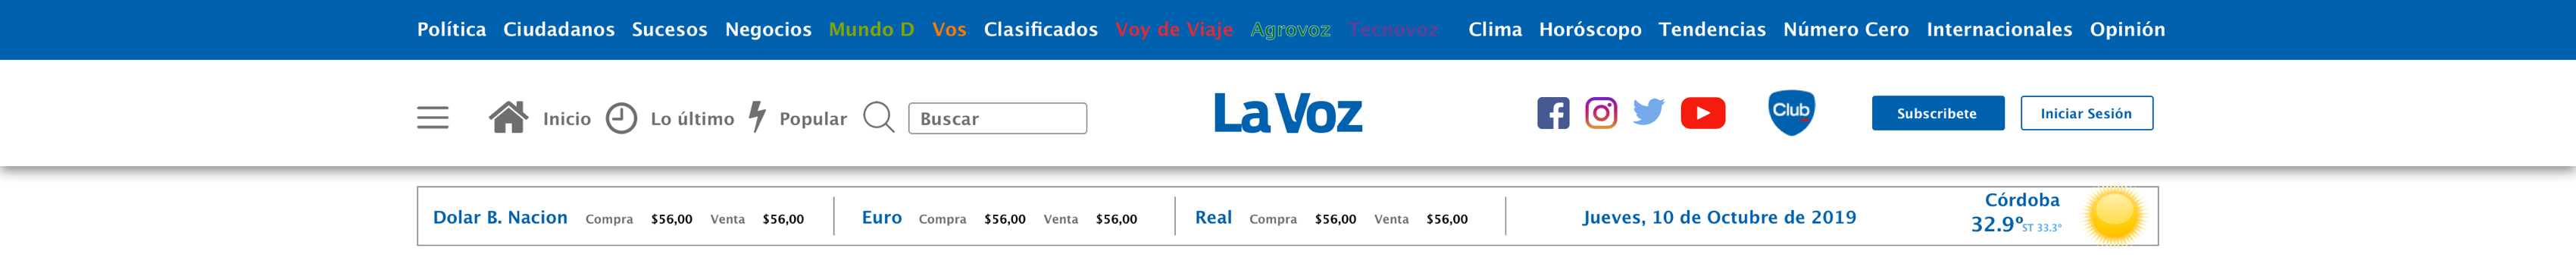 Política Ciudadanos Sucesos Negocios Mundo D Vos Clasificados Voy de Viaje Agrovoz Tecnovoz Clima Horóscopo Tendencias Número Cero Internacionales Opinión
Inicio Lo último Popular Buscar La Voz Club Subscribete Iniciar Sesión
Dolar B. Nacion Compra $56,00 Venta $56,00 Euro Compra $56,00 Venta $56,00 Real Compra $56,00 Venta $56,00 Jueves, 10 de Octubre de 2019
Córdoba
32.9º ST 33.3º